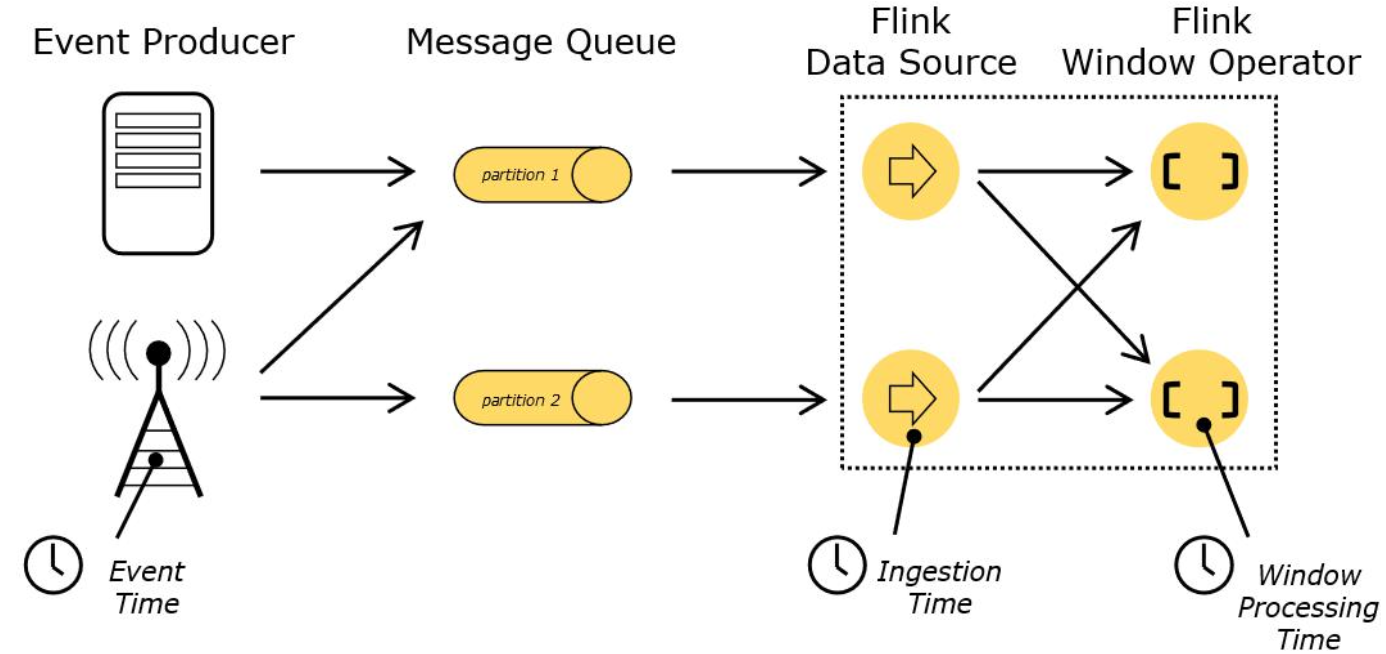 Event Producer
Message Queue
Flink
Data Source
Flink
Window Operator
partition 1
partition 2
Event
Time
Ingestion
Time
Window
Processing
Time